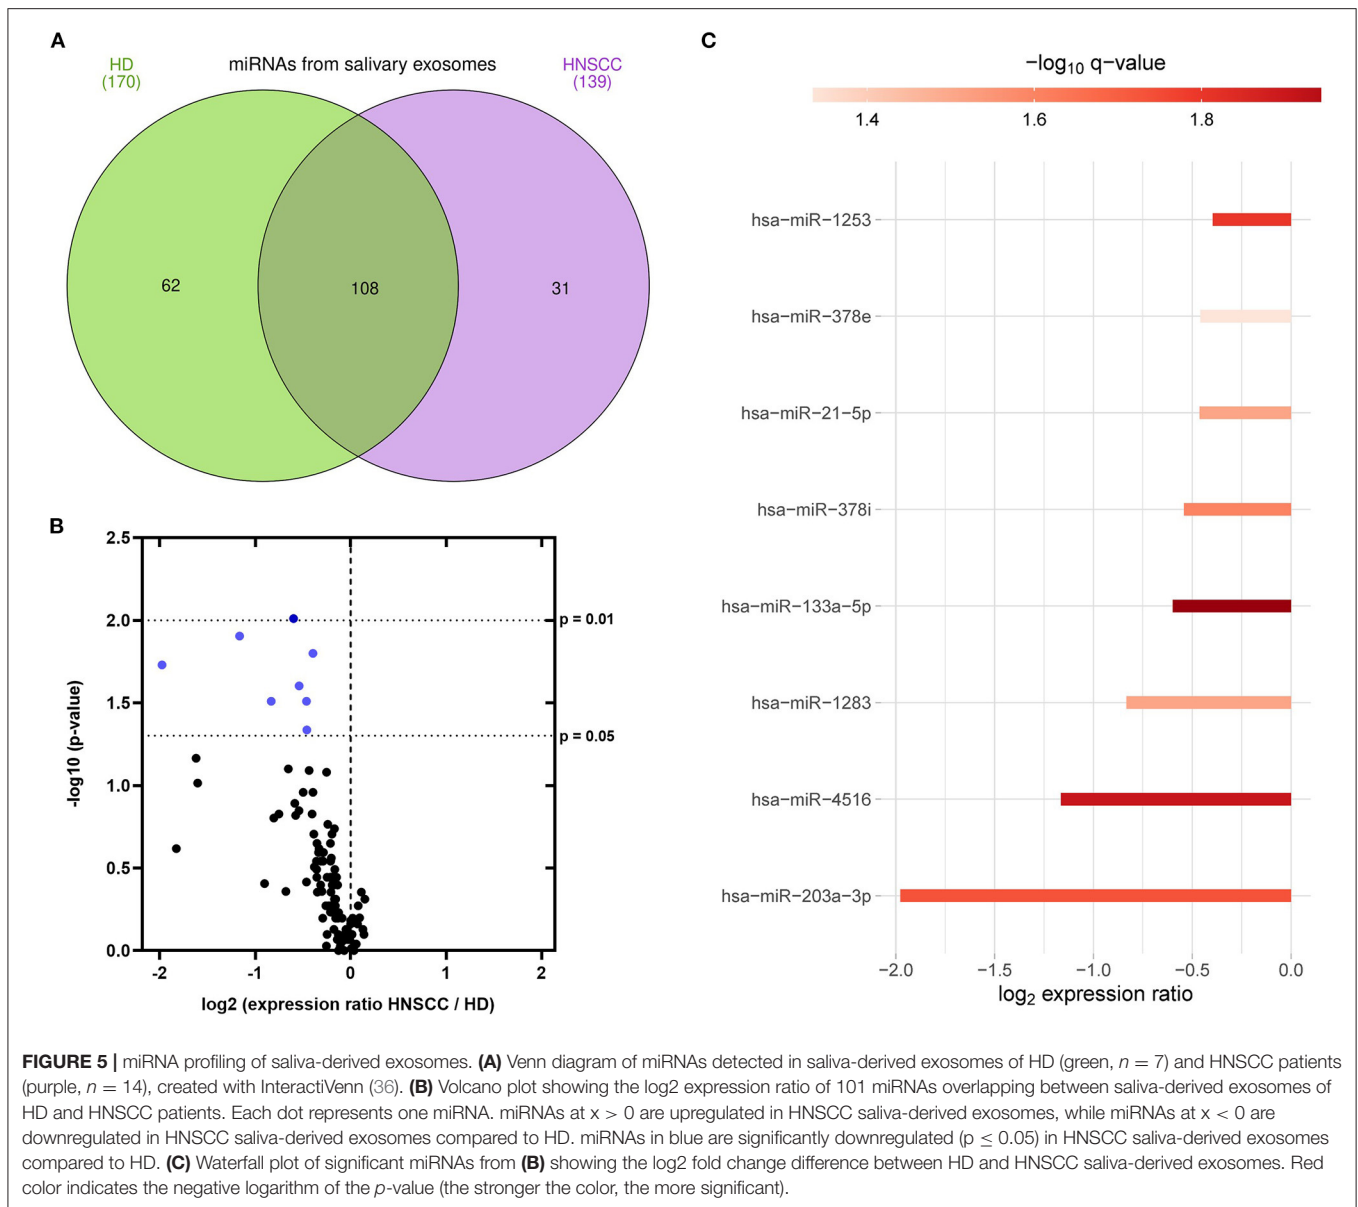 A
HD
(170)
miRNAs from salivary exosomes
HNSCC
(139)
62
108
31
B
2.5
2.0
1.5
1.0
0.5
0.0
-log10 (p-value)
p = 0.01
p = 0.05
-2 -1 0 1 2
log2 (expression ratio HNSCC / HD)
C
−log10 q−value
1.4 1.6 1.8
hsa−miR−1253
hsa−miR−378e
hsa−miR−21−5p
hsa−miR−378i
hsa−miR−133a−5p
hsa−miR−1283
hsa−miR−4516
hsa−miR−203a−3p
−2.0 −1.5 −1.0 −0.5 0.0
log2 expression ratio
FIGURE 5 | miRNA profiling of saliva-derived exosomes. (A) Venn diagram of miRNAs detected in saliva-derived exosomes of HD (green, n = 7) and HNSCC patients
(purple, n = 14), created with InteractiVenn (36). (B) Volcano plot showing the log2 expression ratio of 101 miRNAs overlapping between saliva-derived exosomes of
HD and HNSCC patients. Each dot represents one miRNA. miRNAs at x > 0 are upregulated in HNSCC saliva-derived exosomes, while miRNAs at x < 0 are
downregulated in HNSCC saliva-derived exosomes compared to HD. miRNAs in blue are significantly downregulated (p ≤ 0.05) in HNSCC saliva-derived exosomes
compared to HD. (C) Waterfall plot of significant miRNAs from (B) showing the log2 fold change difference between HD and HNSCC saliva-derived exosomes. Red
color indicates the negative logarithm of the p-value (the stronger the color, the more significant).